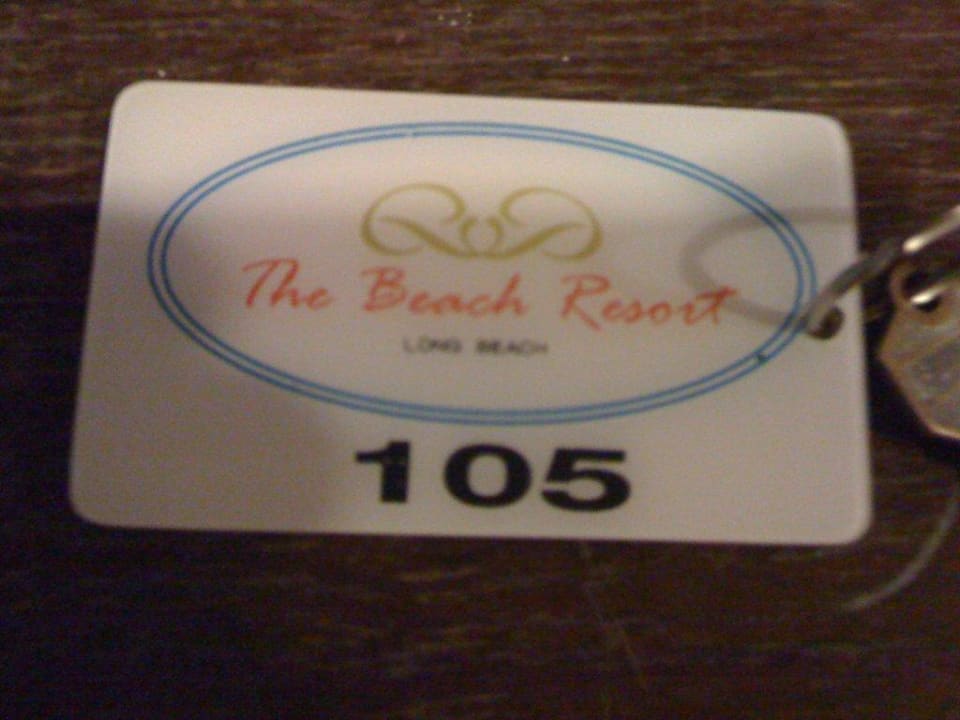 The Beach Resort
LONG BEACH
105